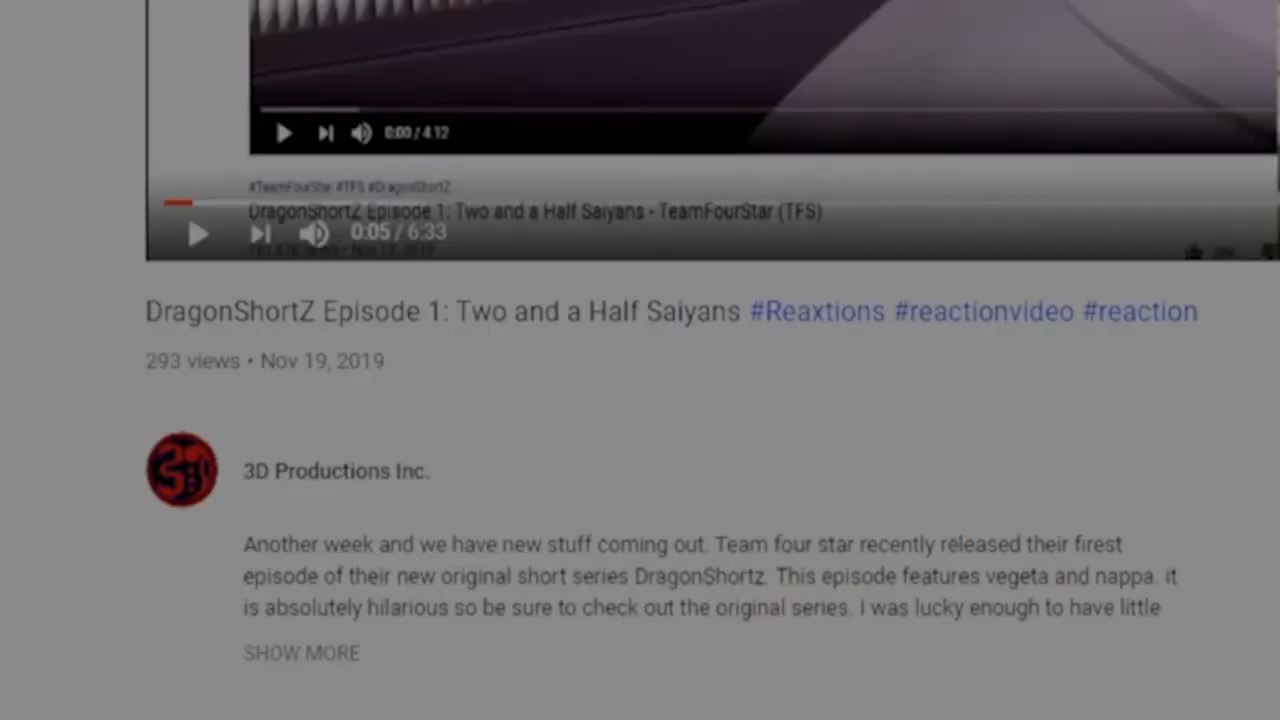 0:00 / 4:12
#TeamFourStar #TFS #DragonShortZ
DragonShortZ Episode 1: Two and a Half Saiyans - TeamFourStar (TFS)
0:05 / 6:33
DragonShortZ Episode 1: Two and a Half Saiyans #Reaxtions #reactionvideo #reaction
293 views • Nov 19, 2019
3D Productions Inc.
Another week and we have new stuff coming out. Team four star recently released their firest
episode of their new original short series DragonShortz. This episode features vegeta and nappa. it
is absolutely hilarious so be sure to check out the original series. I was lucky enough to have little
SHOW MORE